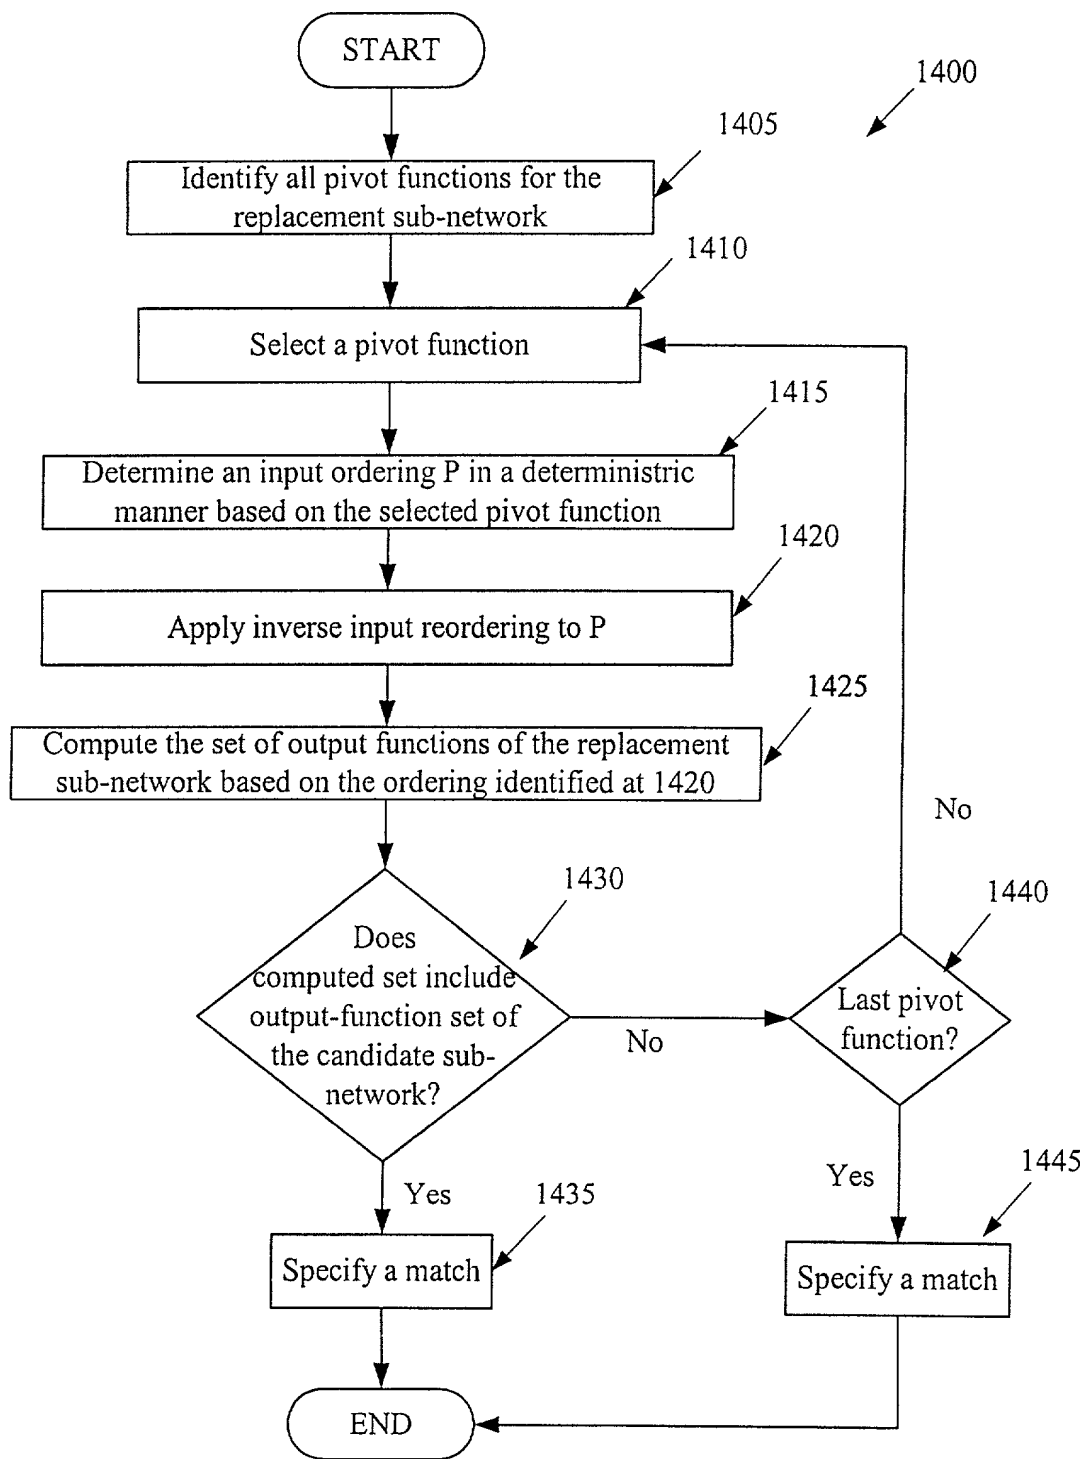 START
1400
1405
Identify all pivot functions for the
replacement sub-network
1410
Select a pivot function
1415
Determine an input ordering P in a deterministric
manner based on the selected pivot function
1420
Apply inverse input reordering to P
1425
Compute the set of output functions of the replacement
sub-network based on the ordering identified at 1420
No
1430
Does
computed set include
output-function set of
the candidate sub-
network?
No
1440
Last pivot
function?
Yes
1435
Specify a match
Yes
1445
Specify a match
END